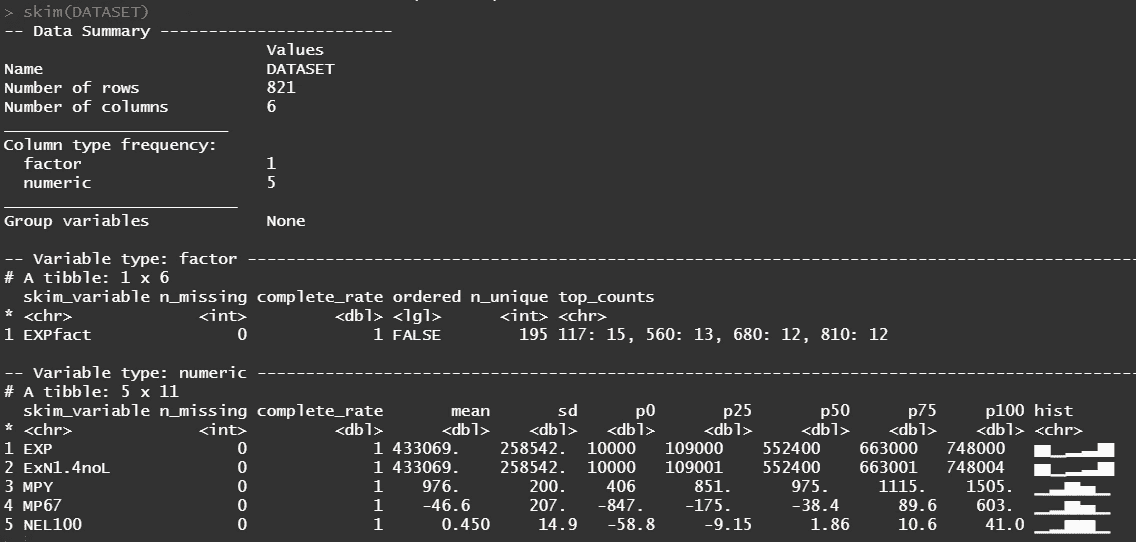 > skim(DATASET)
-- Data Summary ------------------------
                           Values
Name                       DATASET
Number of rows             821
Number of columns          6
_______________________
Column type frequency:
  factor                   1
  numeric                  5
________________________
Group variables            None

-- Variable type: factor ------------------------------------------------------------------------------------------
# A tibble: 1 x 6
  skim_variable n_missing complete_rate ordered n_unique top_counts
* <chr>             <int>         <dbl> <lgl>      <int> <chr>
1 EXPfact               0             1 FALSE        195 117: 15, 560: 13, 680: 12, 810: 12

-- Variable type: numeric -----------------------------------------------------------------------------------------
# A tibble: 5 x 11
  skim_variable n_missing complete_rate      mean       sd      p0      p25      p50      p75     p100 hist
* <chr>             <int>         <dbl>     <dbl>    <dbl>   <dbl>    <dbl>    <dbl>    <dbl>    <dbl> <chr>
1 EXP                   0             1 433069.   258542.  10000   109000   552400   663000   748000   ▆▁▂▃▇
2 ExN1.4noL             0             1 433069.   258542.  10000   109001   552400   663001   748004   ▆▁▂▃▇
3 MPY                   0             1    976.      200.    406      851.     975.    1115.    1505.  ▁▃▇▅▁
4 MP67                  0             1    -46.6     207.   -847.    -175.     -38.4     89.6    603.  ▁▂▇▅▁
5 NEL100                0             1      0.450    14.9   -58.8     -9.15     1.86    10.6     41.0 ▁▂▇▇▁